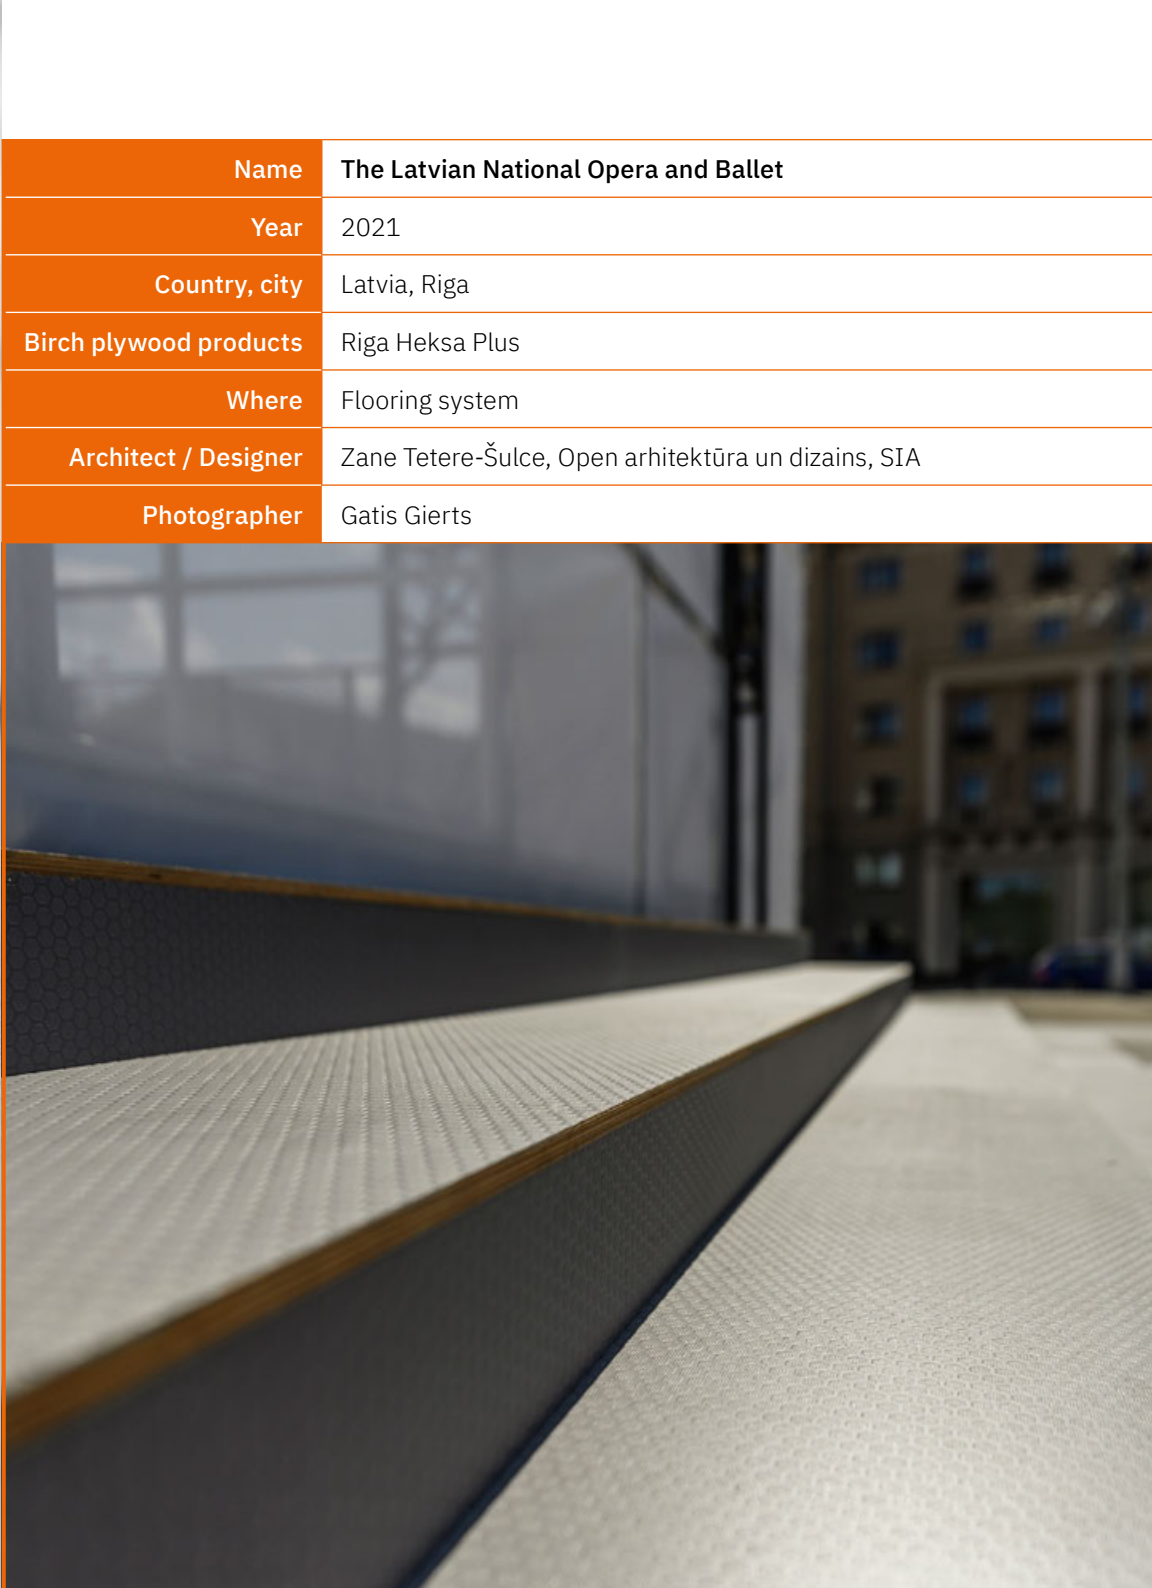 Name The Latvian National Opera and Ballet
Year 2021
Country, city Latvia, Riga
Birch plywood products Riga Heksa Plus
Where Flooring system
Architect / Designer Zane Tetere-Šulce, Open arhitektūra un dizains, SIA
Photographer Gatis Gierts